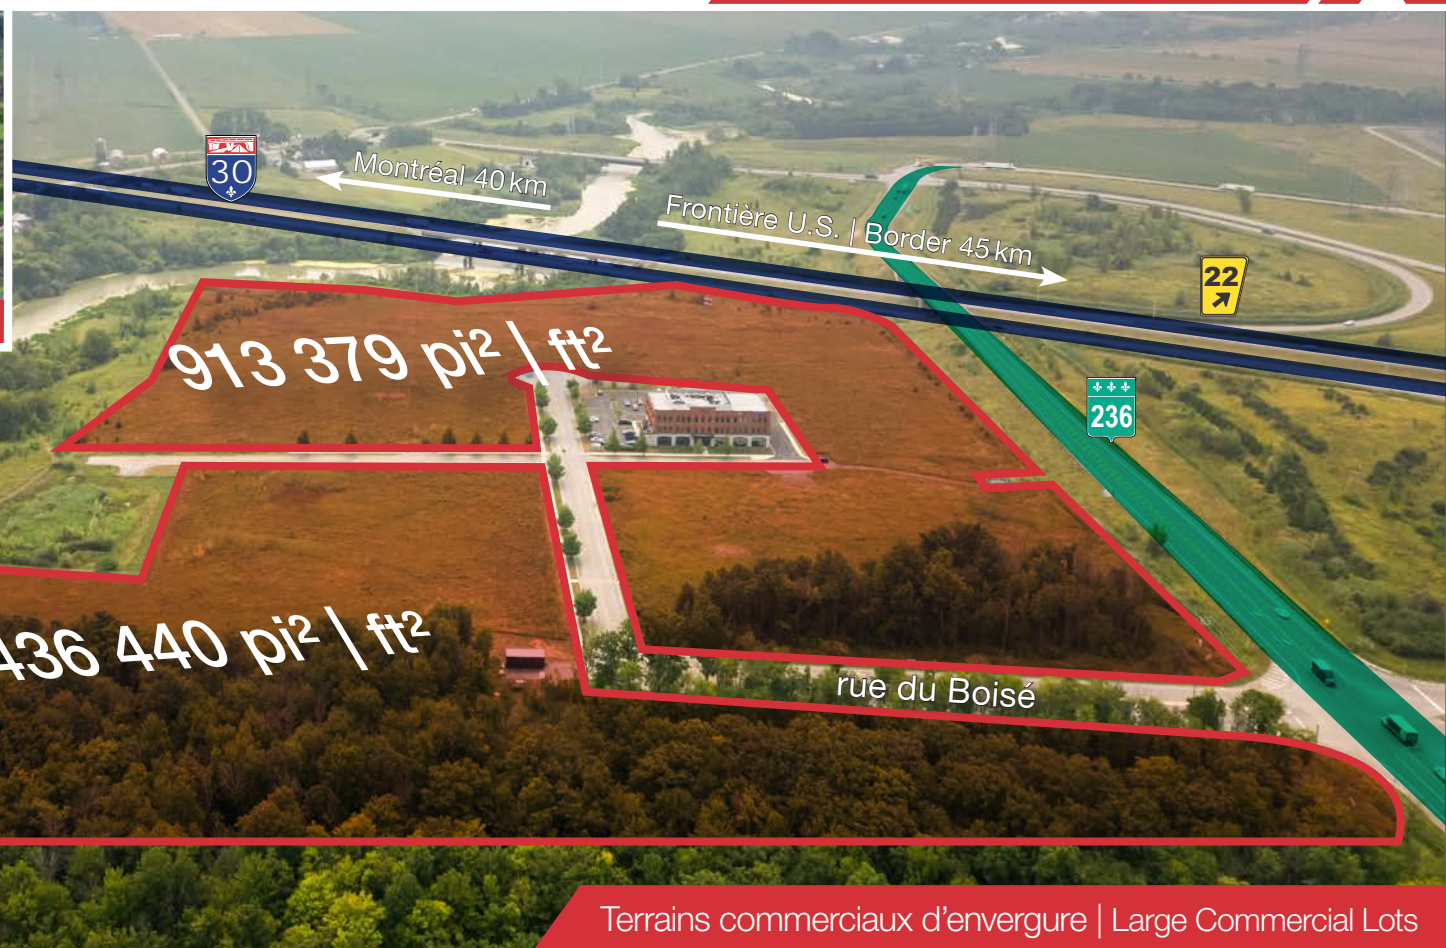 30
Montréal 40 km
Frontière U.S. | Border 45 km
22
913 379 pi² | ft²
236
436 440 pi² | ft²
rue du Boisé
Terrains commerciaux d’envergure | Large Commercial Lots